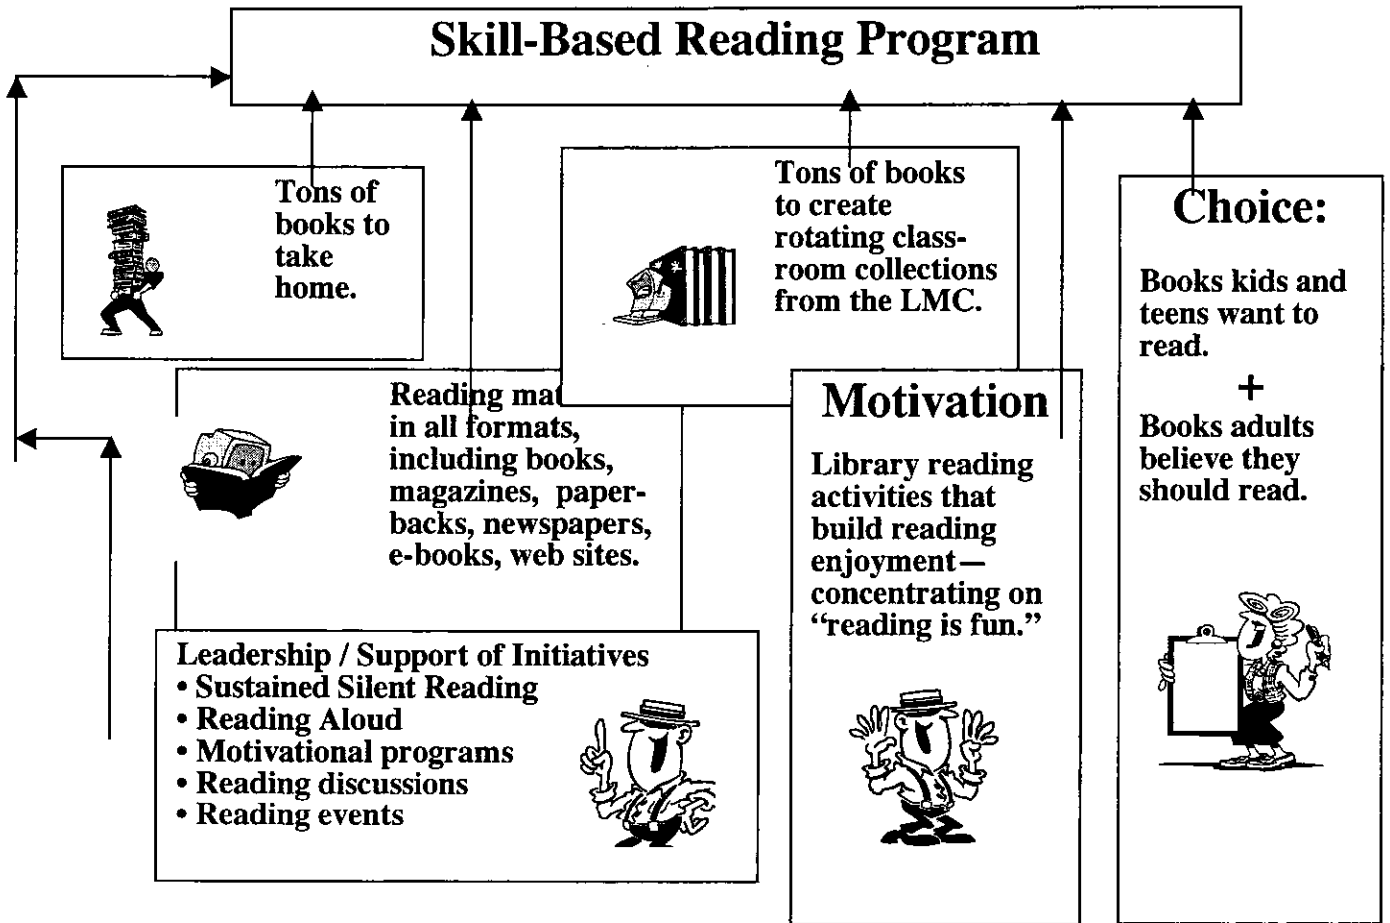 Skill-Based Reading Program
Tons of
books to
take
home.
Tons of books
to create
rotating class-
room collections
from the LMC.
Choice:
Books kids and
teens want to
read.
+
Books adults
believe they
should read.
Reading mat
in all formats,
including books,
magazines, paper-
backs, newspapers,
e-books, web sites.
Motivation
Library reading
activities that
build reading
enjoyment—
concentrating on
“reading is fun.”
Leadership / Support of Initiatives
• Sustained Silent Reading
• Reading Aloud
• Motivational programs
• Reading discussions
• Reading events